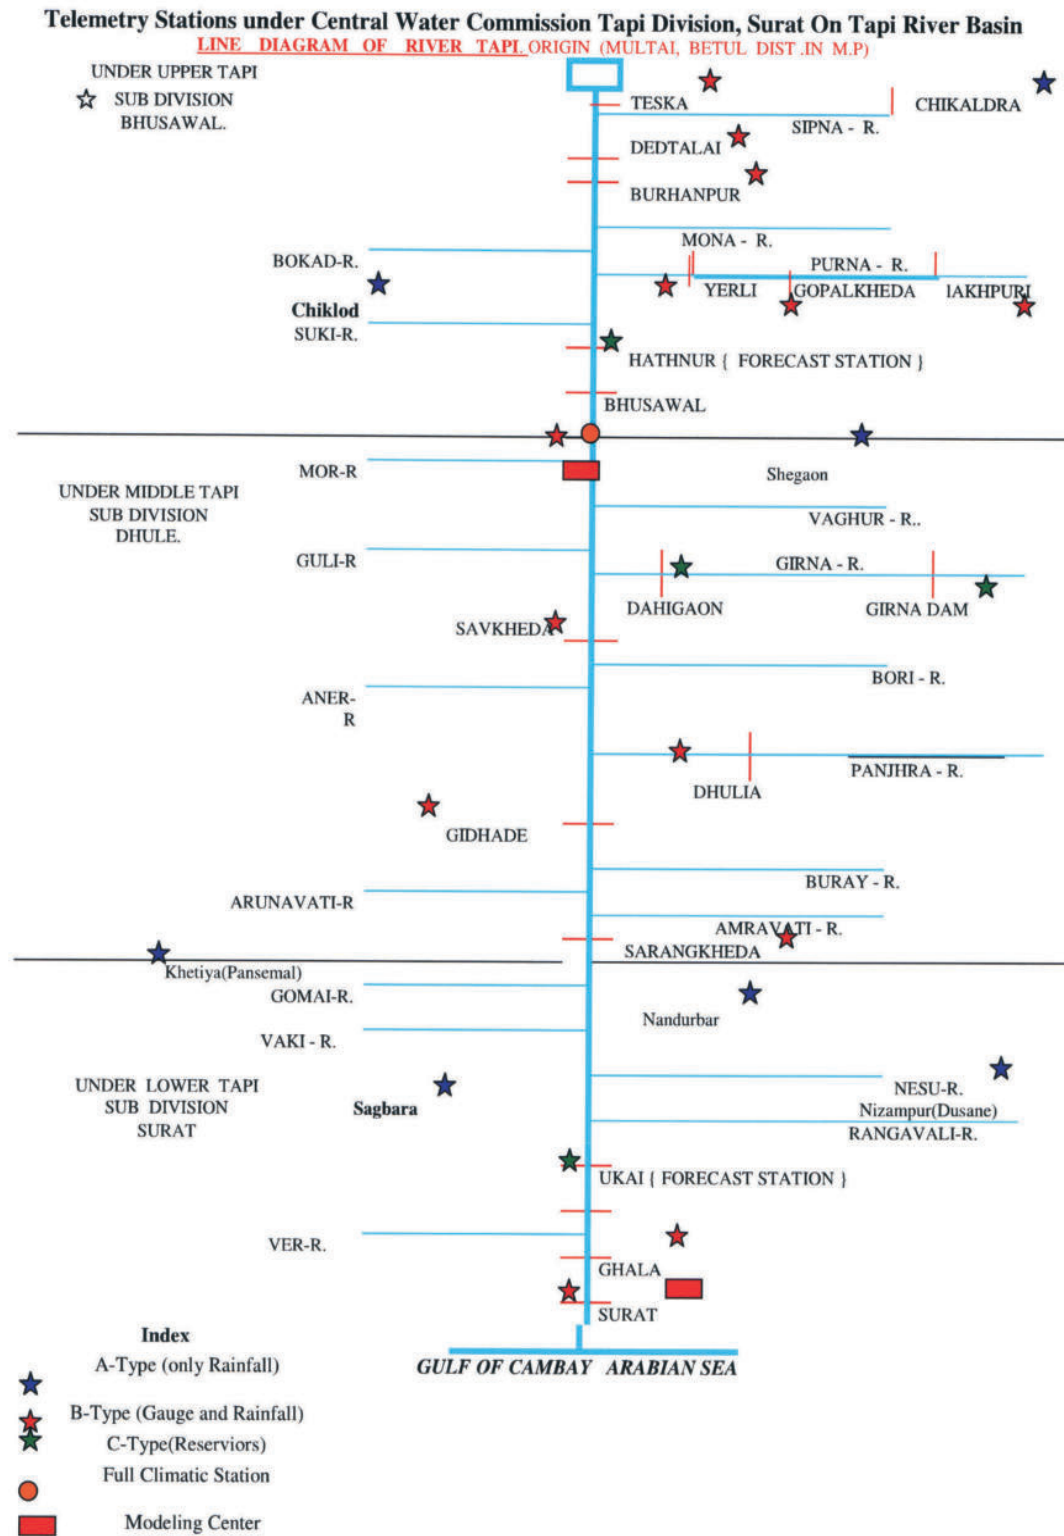 Telemetry Stations under Central Water Commission Tapi Division, Surat On Tapi River Basin
LINE DIAGRAM OF RIVER TAPI. ORIGIN (MULTAI, BETUL DIST .IN M.P)
UNDER UPPER TAPI
SUB DIVISION
BHUSAWAL.
TESKA
CHIKALDRA
SIPNA - R.
DEDTALAI
BURHANPUR
MONA - R.
BOKAD-R.
PURNA - R.
YERLI
GOPALKHEDA
lAKHPURI
Chiklod
SUKI-R.
HATHNUR { FORECAST STATION }
BHUSAWAL
MOR-R
Shegaon
UNDER MIDDLE TAPI
SUB DIVISION
DHULE.
VAGHUR - R..
GULI-R
GIRNA - R.
DAHIGAON
GIRNA DAM
SAVKHEDA
BORI - R.
ANER-
R
PANJHRA - R.
DHULIA
GIDHADE
BURAY - R.
ARUNAVATI-R
AMRAVATI - R.
SARANGKHEDA
Khetiya(Pansemal)
GOMAI-R.
Nandurbar
VAKI - R.
UNDER LOWER TAPI
SUB DIVISION
SURAT
Sagbara
NESU-R.
Nizampur(Dusane)
RANGAVALI-R.
UKAI { FORECAST STATION }
VER-R.
GHALA
SURAT
Index
GULF OF CAMBAY ARABIAN SEA
A-Type (only Rainfall)
B-Type (Gauge and Rainfall)
C-Type(Reserviors)
Full Climatic Station
Modeling Center